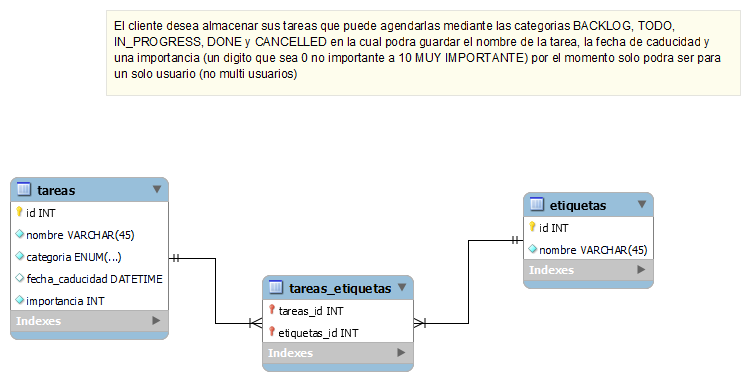 El cliente desea almacenar sus tareas que puede agendarlas mediante las categorias BACKLOG, TODO,
IN_PROGRESS, DONE y CANCELLED en la cual podra guardar el nombre de la tarea, la fecha de caducidad y
una importancia (un digito que sea 0 no importante a 10 MUY IMPORTANTE) por el momento solo podra ser para
un solo usuario (no multi usuarios)
tareas
id INT
nombre VARCHAR(45)
categoria ENUM(...)
fecha_caducidad DATETIME
importancia INT
Indexes
tareas_etiquetas
tareas_id INT
etiquetas_id INT
Indexes
etiquetas
id INT
nombre VARCHAR(45)
Indexes